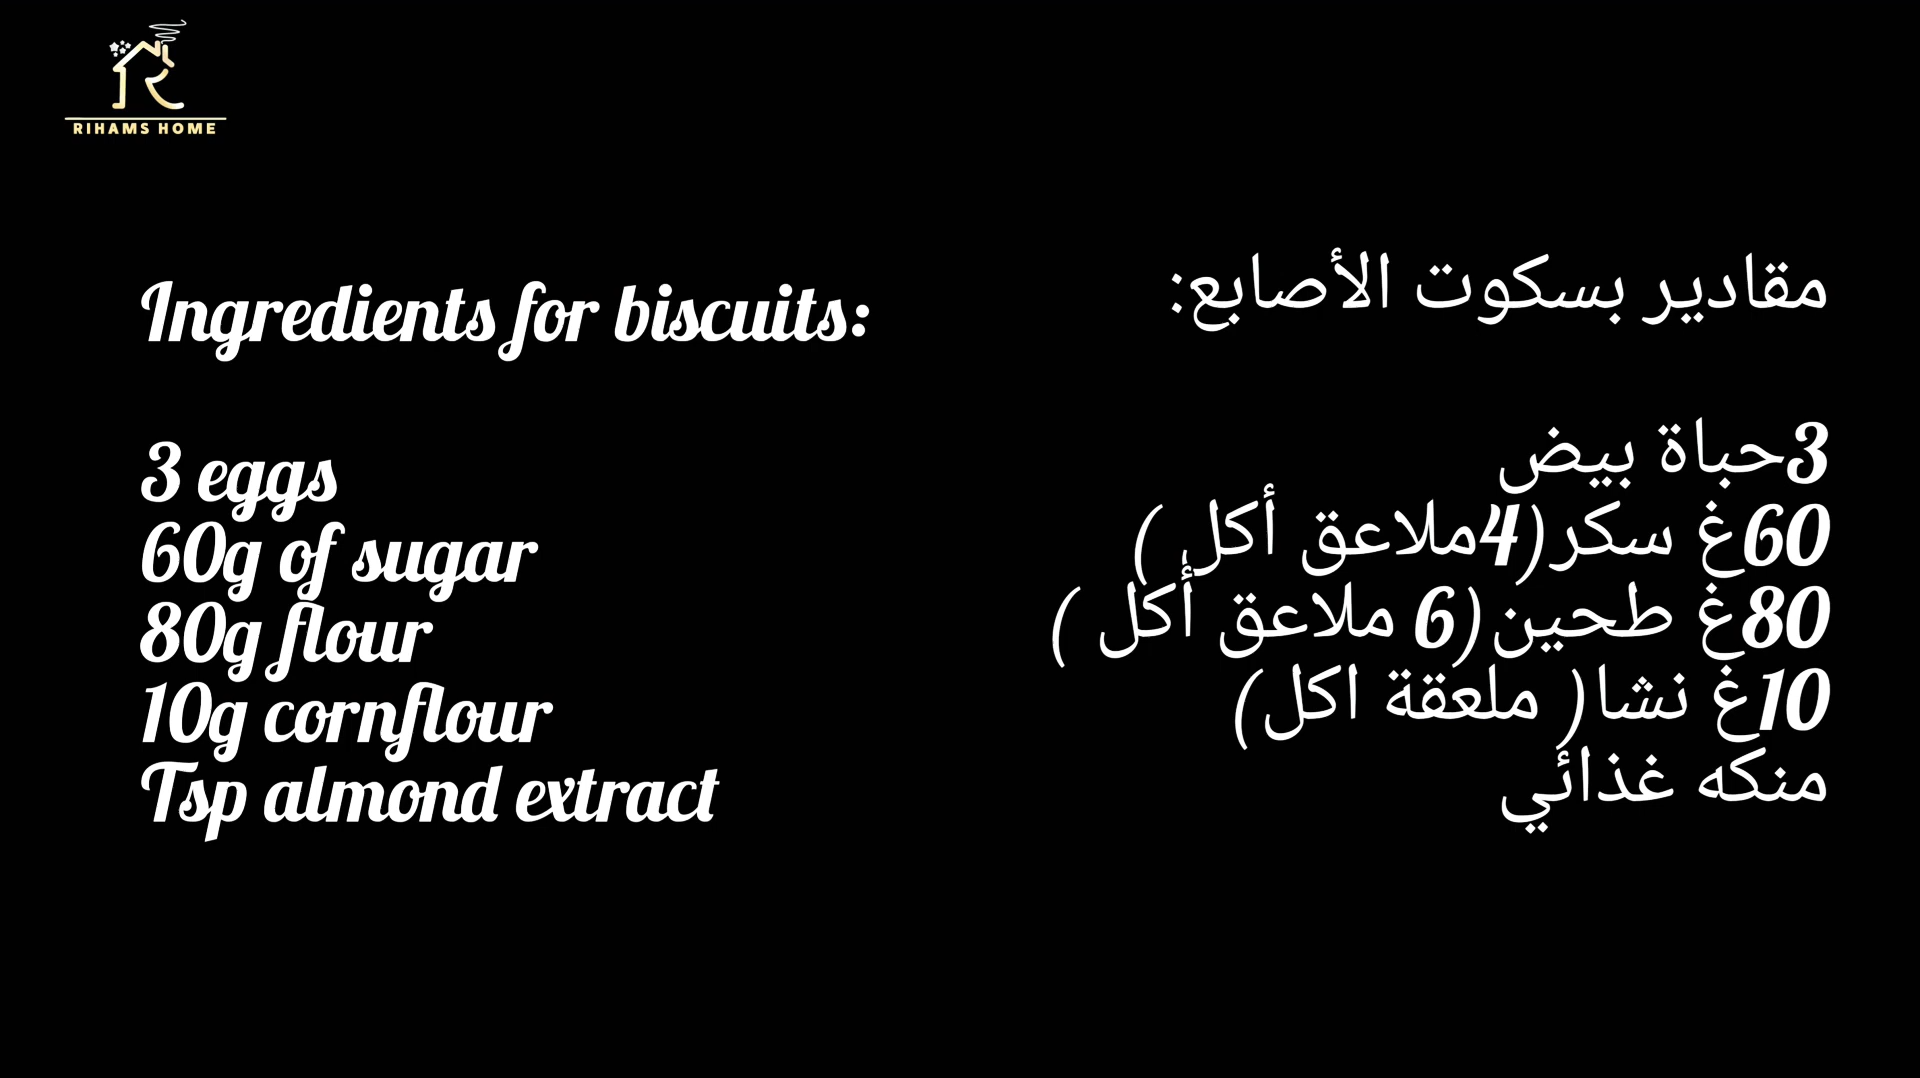 RIHAMS HOME
Ingredients for biscuits:
3 eggs
60g of sugar
80g flour
10g cornflour
Tsp almond extract
مقادير بسكوت الأصابع:
3حباة بيض
60غ سكر(4ملاعق أكل )
80غ طحين(6 ملاعق أكل )
10غ نشا( ملعقة اكل)
منكه غذائي